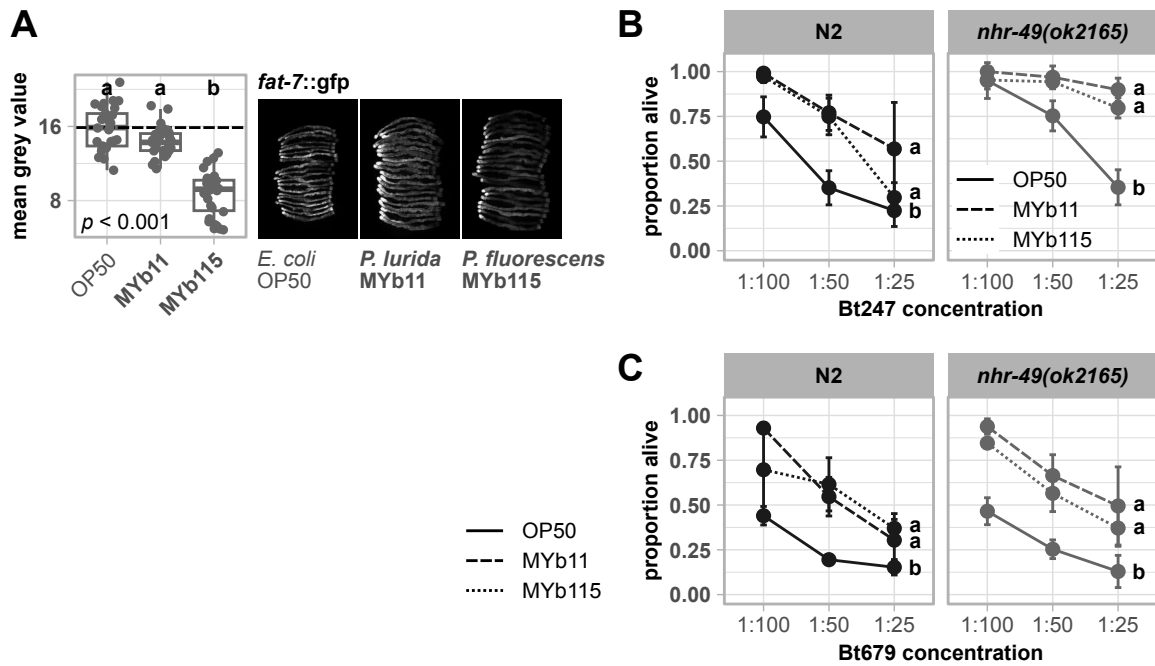 A
mean grey value
16
8
a
a
b
p < 0.001
OP50
MYb11
MYb115
fat-7::gfp
E. coli
OP50
P. lurida
MYb11
P. fluorescens
MYb115
B
N2
nhr-49(ok2165)
proportion alive
1.00
0.75
0.50
0.25
0.00
a
a
b
a
a
b
OP50
MYb11
MYb115
1:100
1:50
1:25
1:100
1:50
1:25
Bt247 concentration
C
N2
nhr-49(ok2165)
proportion alive
1.00
0.75
0.50
0.25
0.00
a
a
b
a
a
b
OP50
MYb11
MYb115
1:100
1:50
1:25
1:100
1:50
1:25
Bt679 concentration